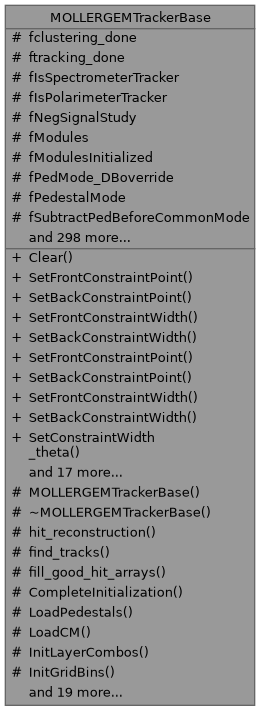 MOLLERGEMTrackerBase
# fclustering_done
# ftracking_done
# fIsSpectrometerTracker
# fIsPolarimeterTracker
# fNegSignalStudy
# fModules
# fModulesInitialized
# fPedMode_DBoverride
# fPedestalMode
# fSubtractPedBeforeCommonMode
and 298 more...
+ Clear()
+ SetFrontConstraintPoint()
+ SetBackConstraintPoint()
+ SetFrontConstraintWidth()
+ SetBackConstraintWidth()
+ SetFrontConstraintPoint()
+ SetBackConstraintPoint()
+ SetFrontConstraintWidth()
+ SetBackConstraintWidth()
+ SetConstraintWidth
_theta()
and 17 more...
# MOLLERGEMTrackerBase()
# ~MOLLERGEMTrackerBase()
# hit_reconstruction()
# find_tracks()
# fill_good_hit_arrays()
# CompleteInitialization()
# LoadPedestals()
# LoadCM()
# InitLayerCombos()
# InitGridBins()
and 19 more...